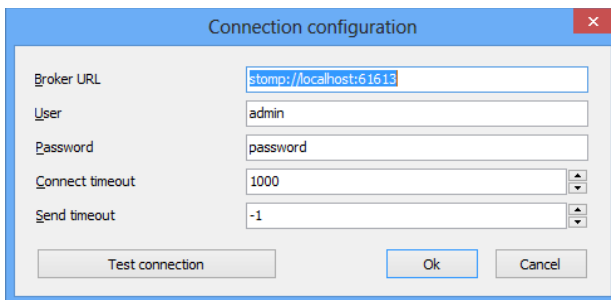 Connection configuration
Broker URL stomp://localhost:61613
User admin
Password password
Connect timeout 1000
Send timeout -1
Test connection Ok Cancel